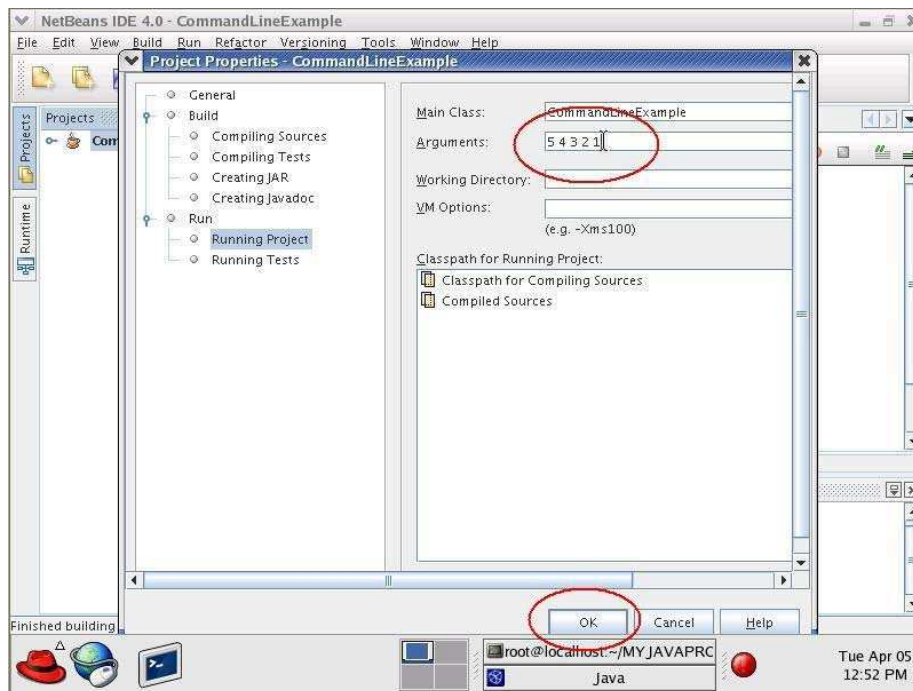 NetBeans IDE 4.0 - CommandLineExample
File Edit View Build Run Refactor Versioning Tools Window Help
Project Properties - CommandLineExample
Projects
Com
Projects
Runtime
General
Build
Compiling Sources
Compiling Tests
Creating JAR
Creating Javadoc
Run
Running Project
Running Tests
Main Class: CommandLineExample
Arguments: 5 4 3 2 1
Working Directory:
VM Options:
(e.g. -Xms100)
Classpath for Running Project:
Classpath for Compiling Sources
Compiled Sources
OK Cancel Help
Finished building
root@localhost:~/MYJAVAPRC
Java
Tue Apr 05
12:52 PM